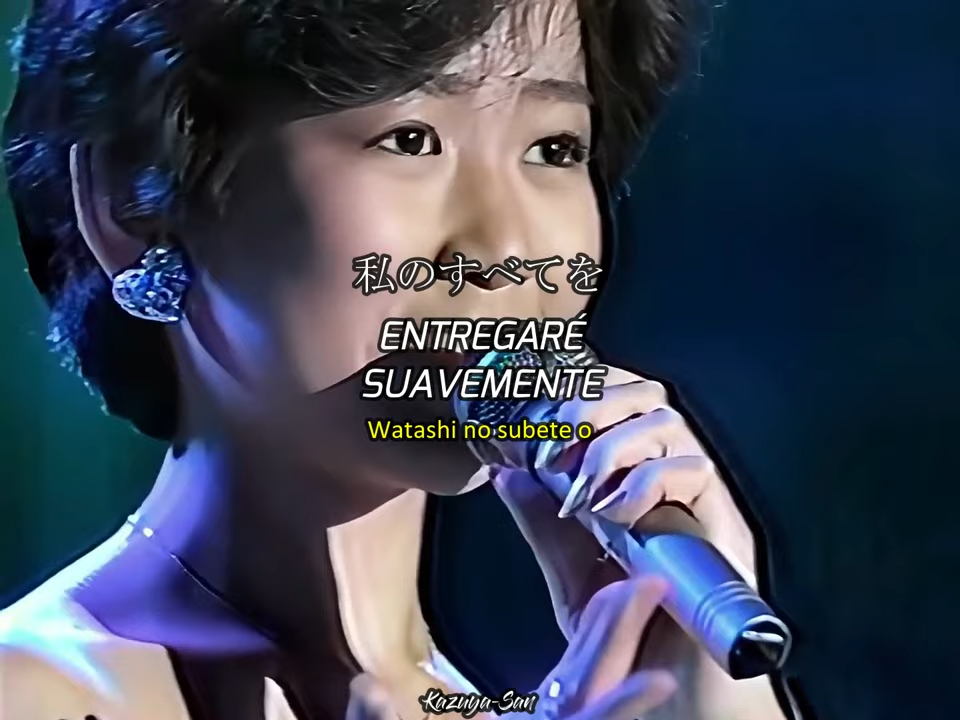 私のすべてを
ENTREGARÉ
SUAVEMENTE
Watashi no subete o
Kazuya-San